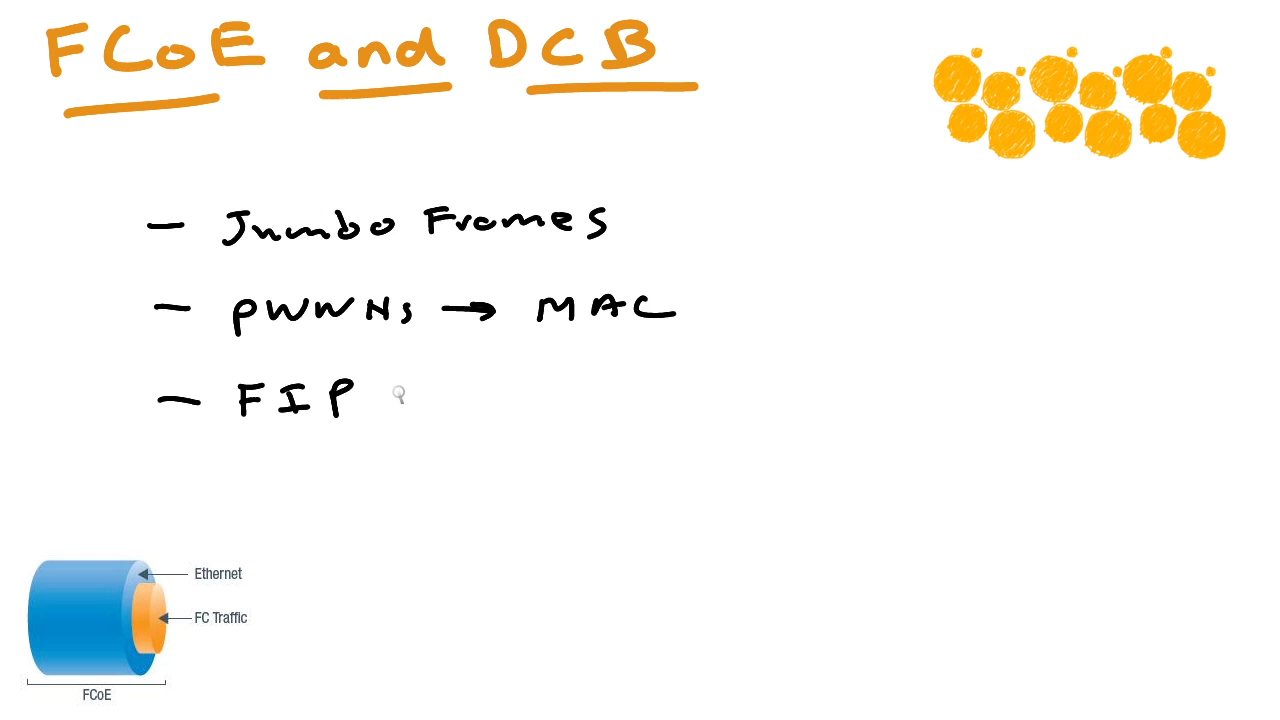 FCoE and DCB
- Jumbo Frames
- PWWNs → MAC
- FIP
Ethernet
FC Traffic
FCoE